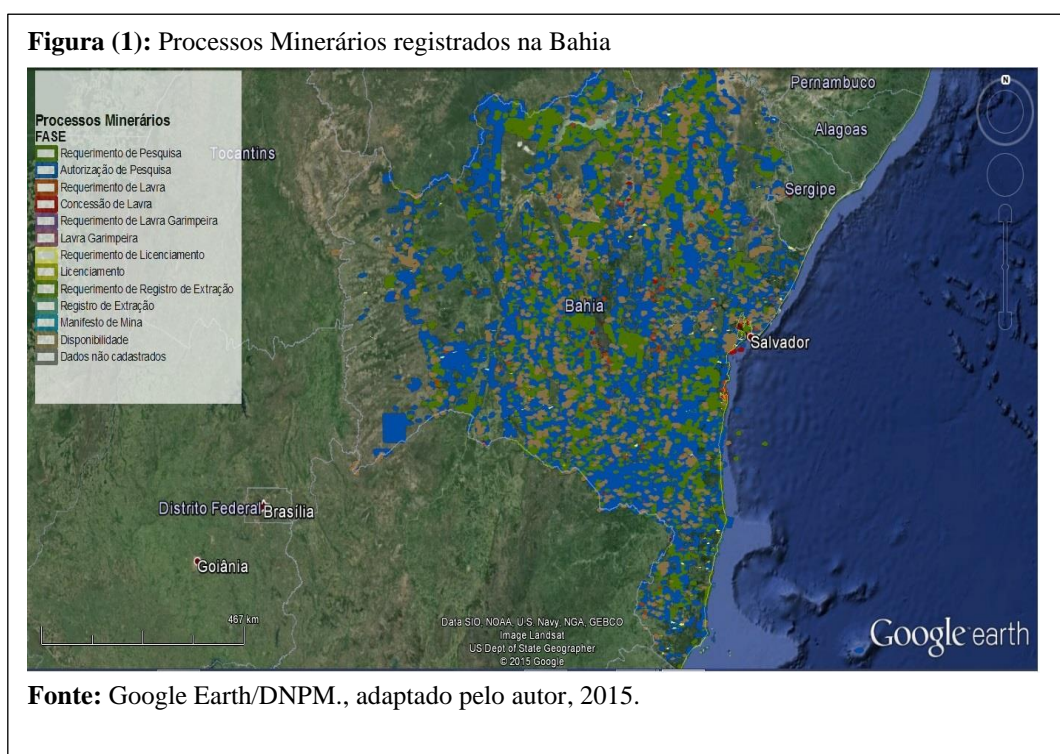 Figura (1): Processos Minerários registrados na Bahia
Processos Minerários
FASE
Requerimento de Pesquisa
Autorização de Pesquisa
Requerimento de Lavra
Concessão de Lavra
Requerimento de Lavra Garimpeira
Lavra Garimpeira
Requerimento de Licenciamento
Licenciamento
Requerimento de Registro de Extração
Registro de Extração
Manifesto de Mina
Disponibilidade
Dados não cadastrados
Tocantins
Pernambuco
Alagoas
Sergipe
Bahia
Salvador
Distrito Federal
Brasília
Goiânia
N
467 km
Data SIO, NOAA, U.S. Navy, NGA, GEBCO
Image Landsat
US Dept of State Geographer
© 2015 Google
Google earth
Fonte: Google Earth/DNPM., adaptado pelo autor, 2015.